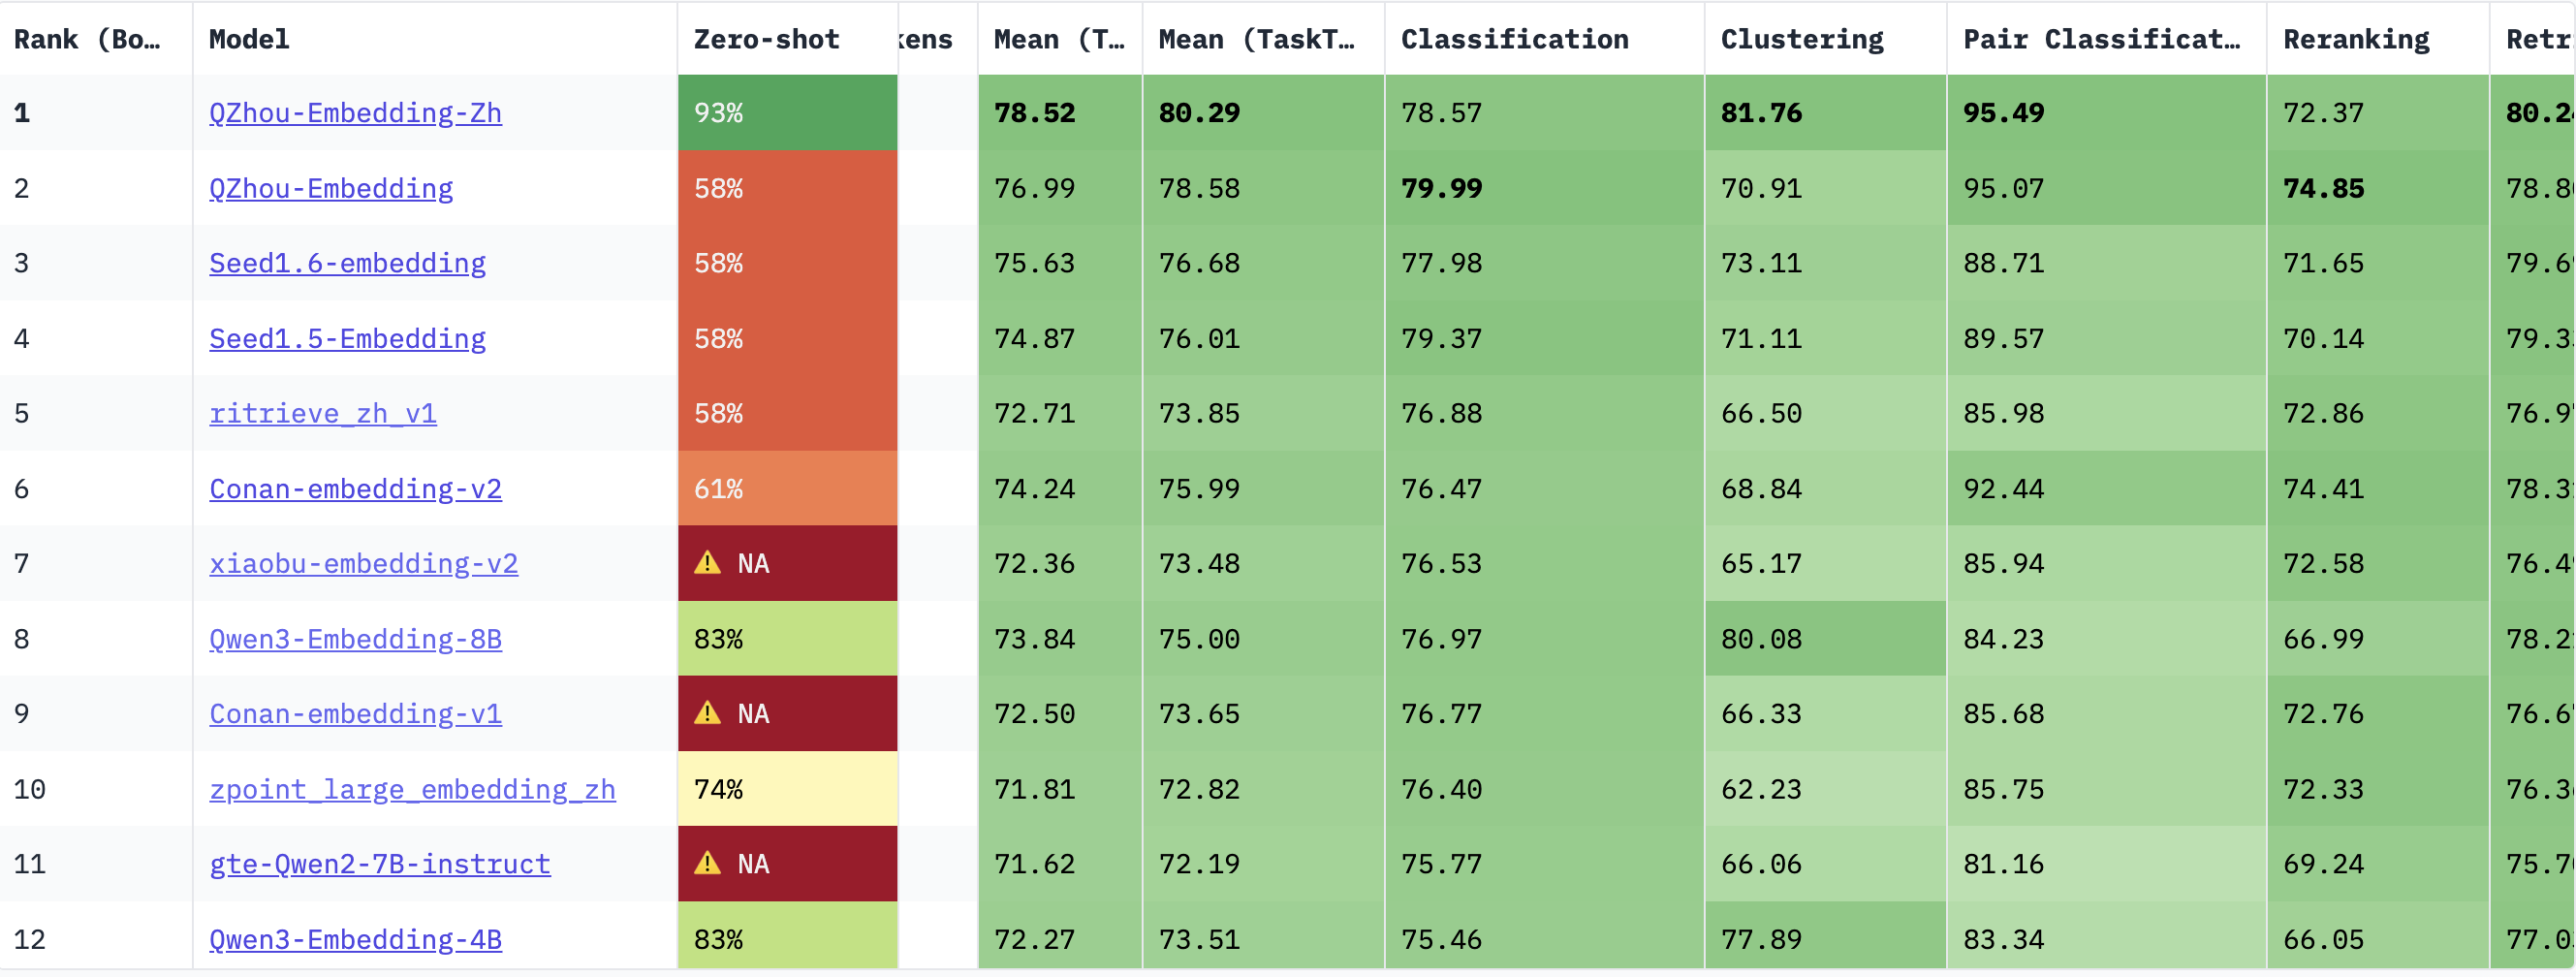 Rank (Bo… Model Zero-shot kens Mean (T… Mean (TaskT… Classification Clustering Pair Classificat… Reranking Retr
1 QZhou-Embedding-Zh 93% 78.52 80.29 78.57 81.76 95.49 72.37 80.24
2 QZhou-Embedding 58% 76.99 78.58 79.99 70.91 95.07 74.85 78.8
3 Seed1.6-embedding 58% 75.63 76.68 77.98 73.11 88.71 71.65 79.6
4 Seed1.5-Embedding 58% 74.87 76.01 79.37 71.11 89.57 70.14 79.3
5 ritrieve_zh_v1 58% 72.71 73.85 76.88 66.50 85.98 72.86 76.9
6 Conan-embedding-v2 61% 74.24 75.99 76.47 68.84 92.44 74.41 78.3
7 xiaobu-embedding-v2 ⚠️ NA 72.36 73.48 76.53 65.17 85.94 72.58 76.4
8 Qwen3-Embedding-8B 83% 73.84 75.00 76.97 80.08 84.23 66.99 78.2
9 Conan-embedding-v1 ⚠️ NA 72.50 73.65 76.77 66.33 85.68 72.76 76.6
10 zpoint_large_embedding_zh 74% 71.81 72.82 76.40 62.23 85.75 72.33 76.3
11 gte-Qwen2-7B-instruct ⚠️ NA 71.62 72.19 75.77 66.06 81.16 69.24 75.7
12 Qwen3-Embedding-4B 83% 72.27 73.51 75.46 77.89 83.34 66.05 77.0